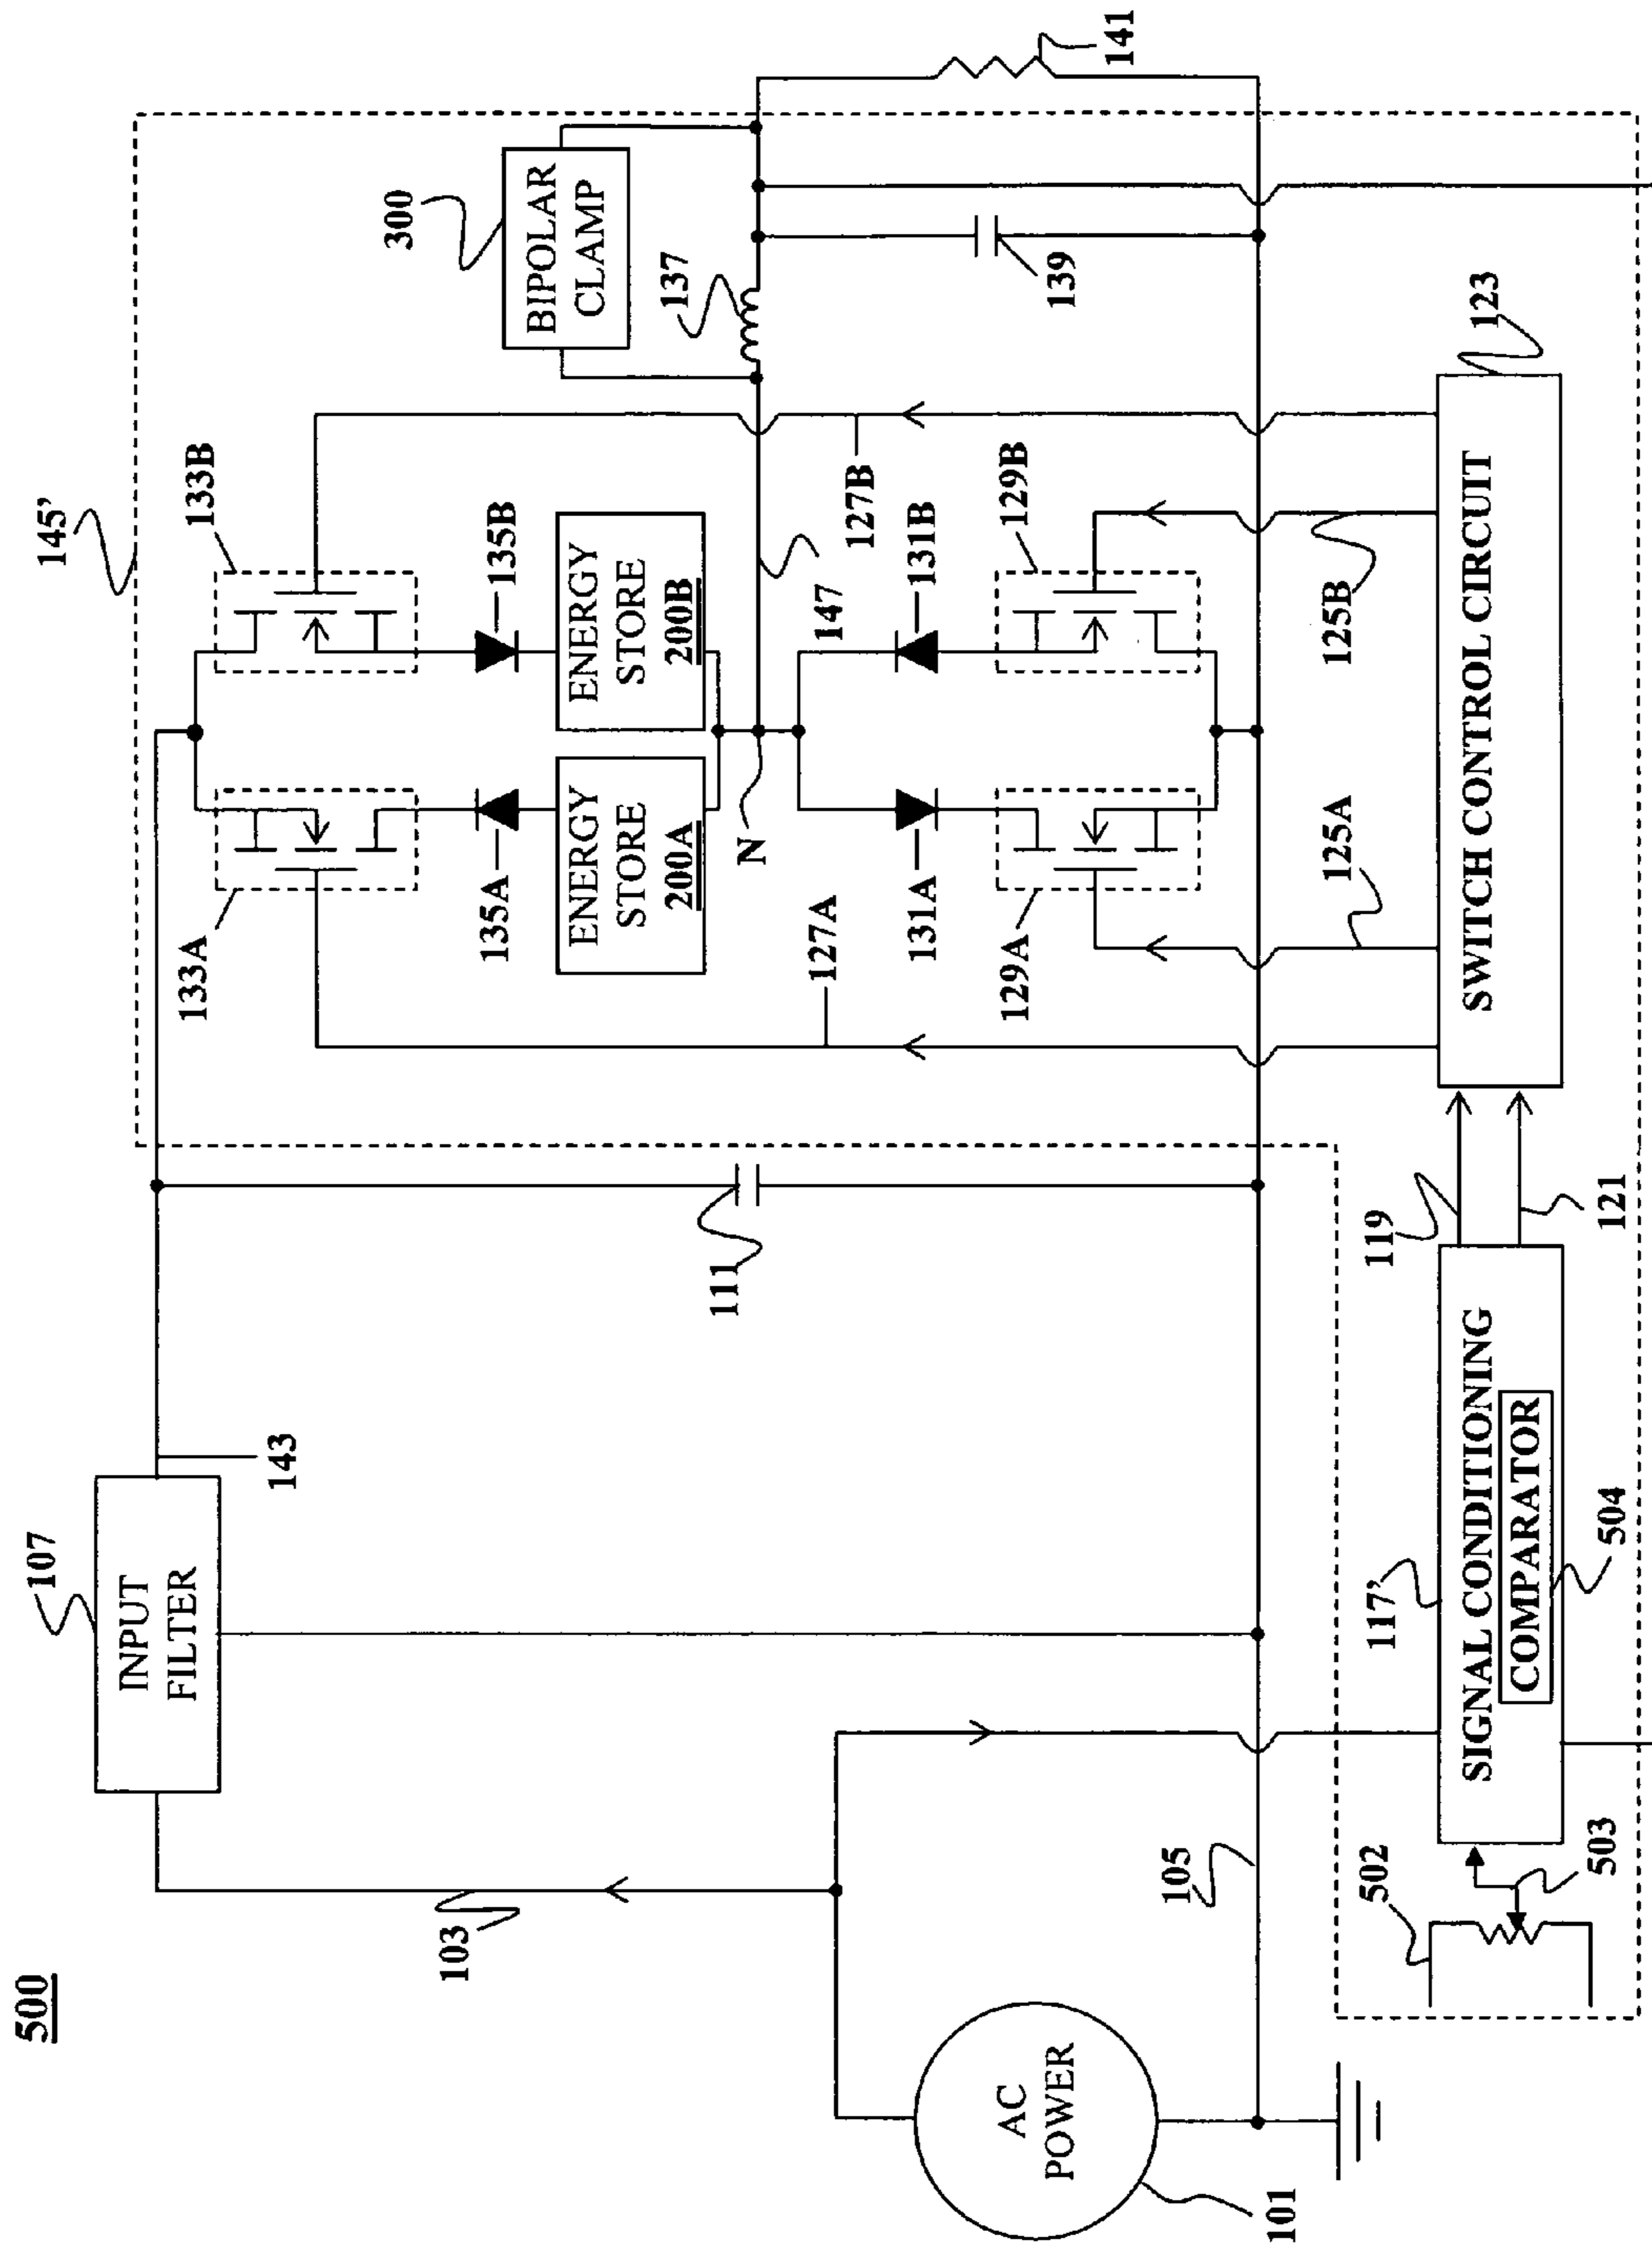 500
107
INPUT
FILTER
143
103
101
AC
POWER
105
111
145’
133A
133B
135A
135B
ENERGY
STORE
200A
ENERGY
STORE
200B
300
BIPOLAR
CLAMP
137
N
147
127A
127B
131A
131B
129A
129B
139
141
125A
125B
123
SWITCH CONTROL CIRCUIT
119
121
117’
SIGNAL CONDITIONING
COMPARATOR
504
502
503